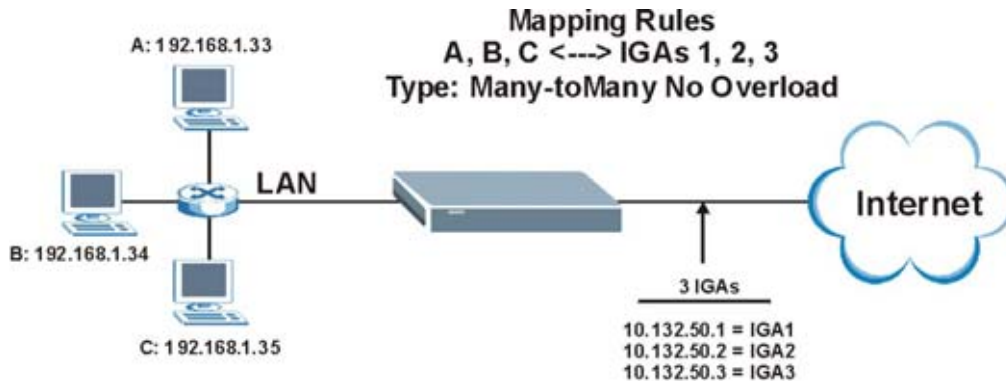 Mapping Rules
A, B, C <---> IGAs 1, 2, 3
Type: Many-toMany No Overload
A: 192.168.1.33
LAN
B: 192.168.1.34
C: 192.168.1.35
Internet
3 IGAs
10.132.50.1 = IGA1
10.132.50.2 = IGA2
10.132.50.3 = IGA3